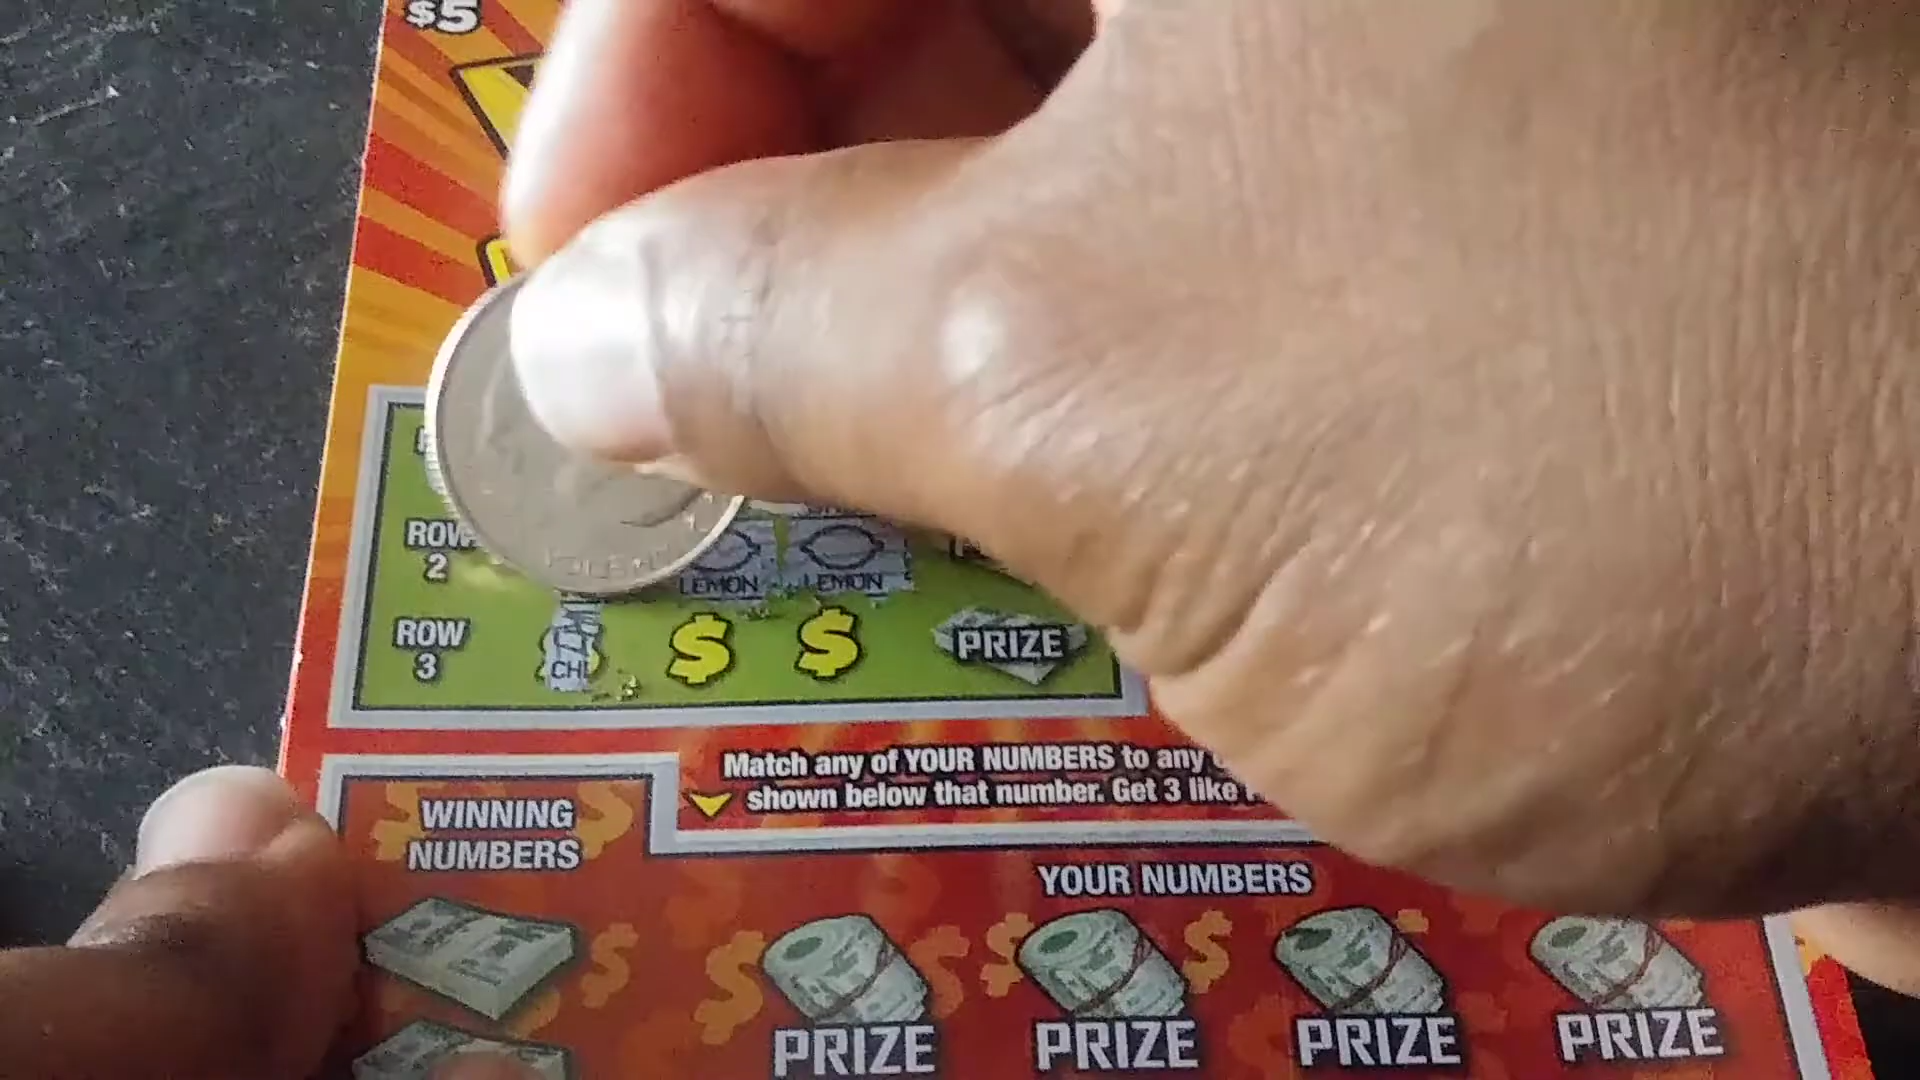 $5
ROW
2
LEMON LEMON
ROW
3
CH
$ $
PRIZE
Match any of YOUR NUMBERS to any
shown below that number. Get 3 like
WINNING
NUMBERS
YOUR NUMBERS
PRIZE PRIZE PRIZE PRIZE